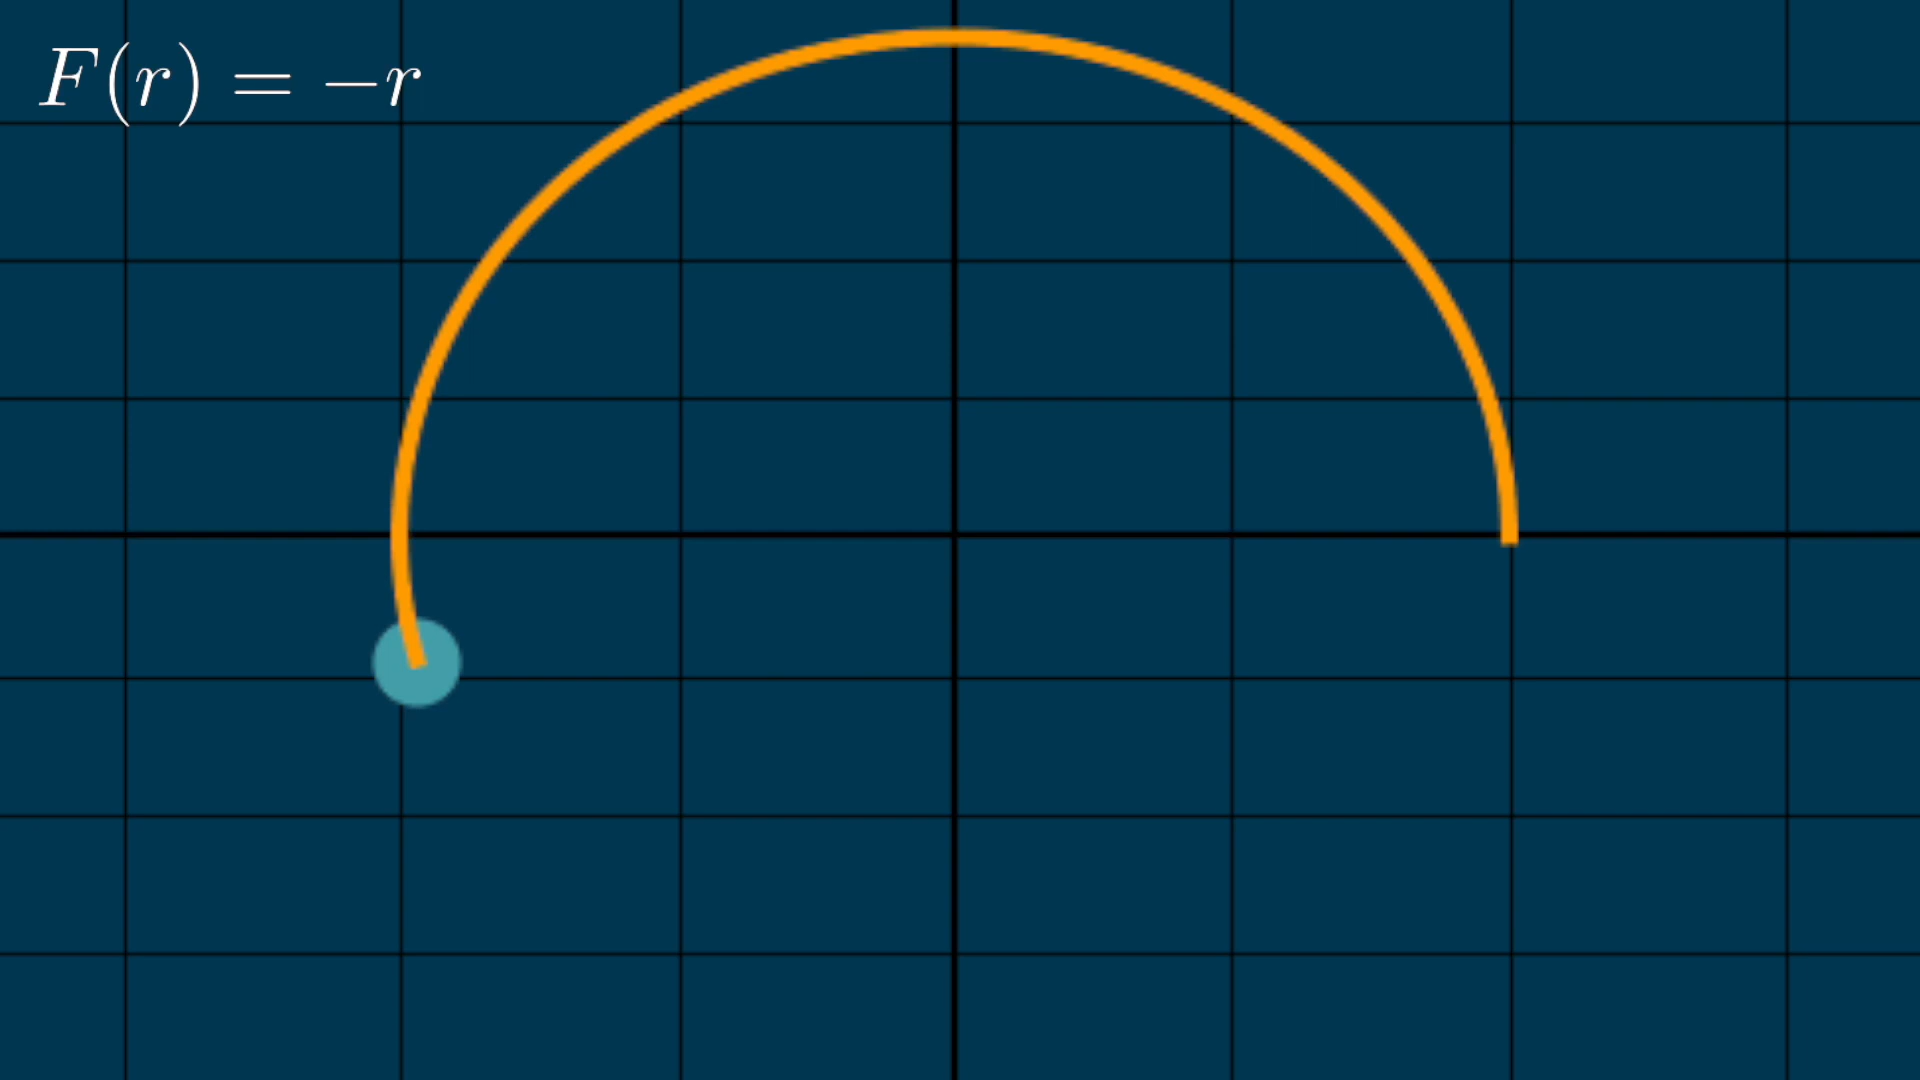 F(r) = −r